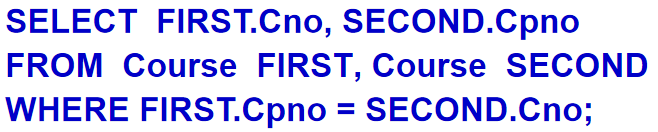 SELECT FIRST.Cno, SECOND.Cpno
FROM Course FIRST, Course SECOND
WHERE FIRST.Cpno = SECOND.Cno;